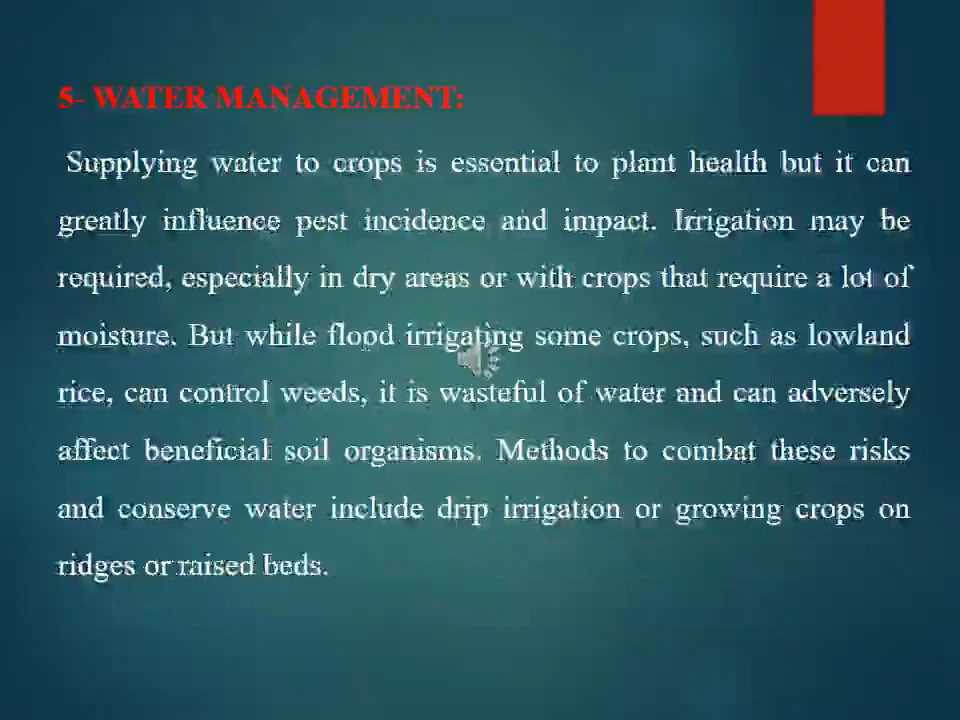 5- WATER MANAGEMENT:
Supplying water to crops is essential to plant health but it can
greatly influence pest incidence and impact. Irrigation may be
required, especially in dry areas or with crops that require a lot of
moisture. But while flood irrigating some crops, such as lowland
rice, can control weeds, it is wasteful of water and can adversely
affect beneficial soil organisms. Methods to combat these risks
and conserve water include drip irrigation or growing crops on
ridges or raised beds.